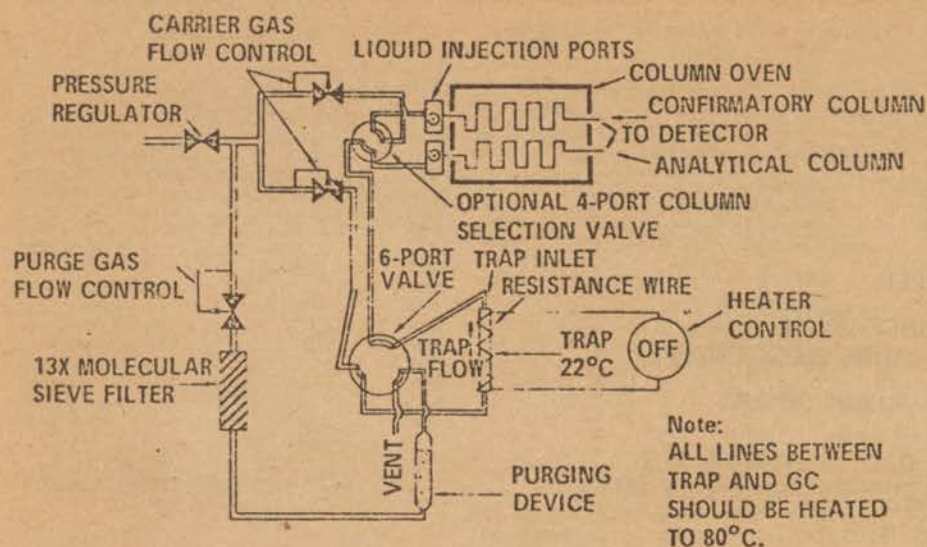 CARRIER GAS
FLOW CONTROL
LIQUID INJECTION PORTS
PRESSURE
REGULATOR
COLUMN OVEN
CONFIRMATORY COLUMN
TO DETECTOR
ANALYTICAL COLUMN
OPTIONAL 4-PORT COLUMN
SELECTION VALVE
PURGE GAS
FLOW CONTROL
6-PORT
VALVE
TRAP INLET
RESISTANCE WIRE
HEATER
CONTROL
TRAP
FLOW
TRAP
22°C
OFF
13X MOLECULAR
SIEVE FILTER
VENT
PURGING
DEVICE
Note:
ALL LINES BETWEEN
TRAP AND GC
SHOULD BE HEATED
TO 80°C.